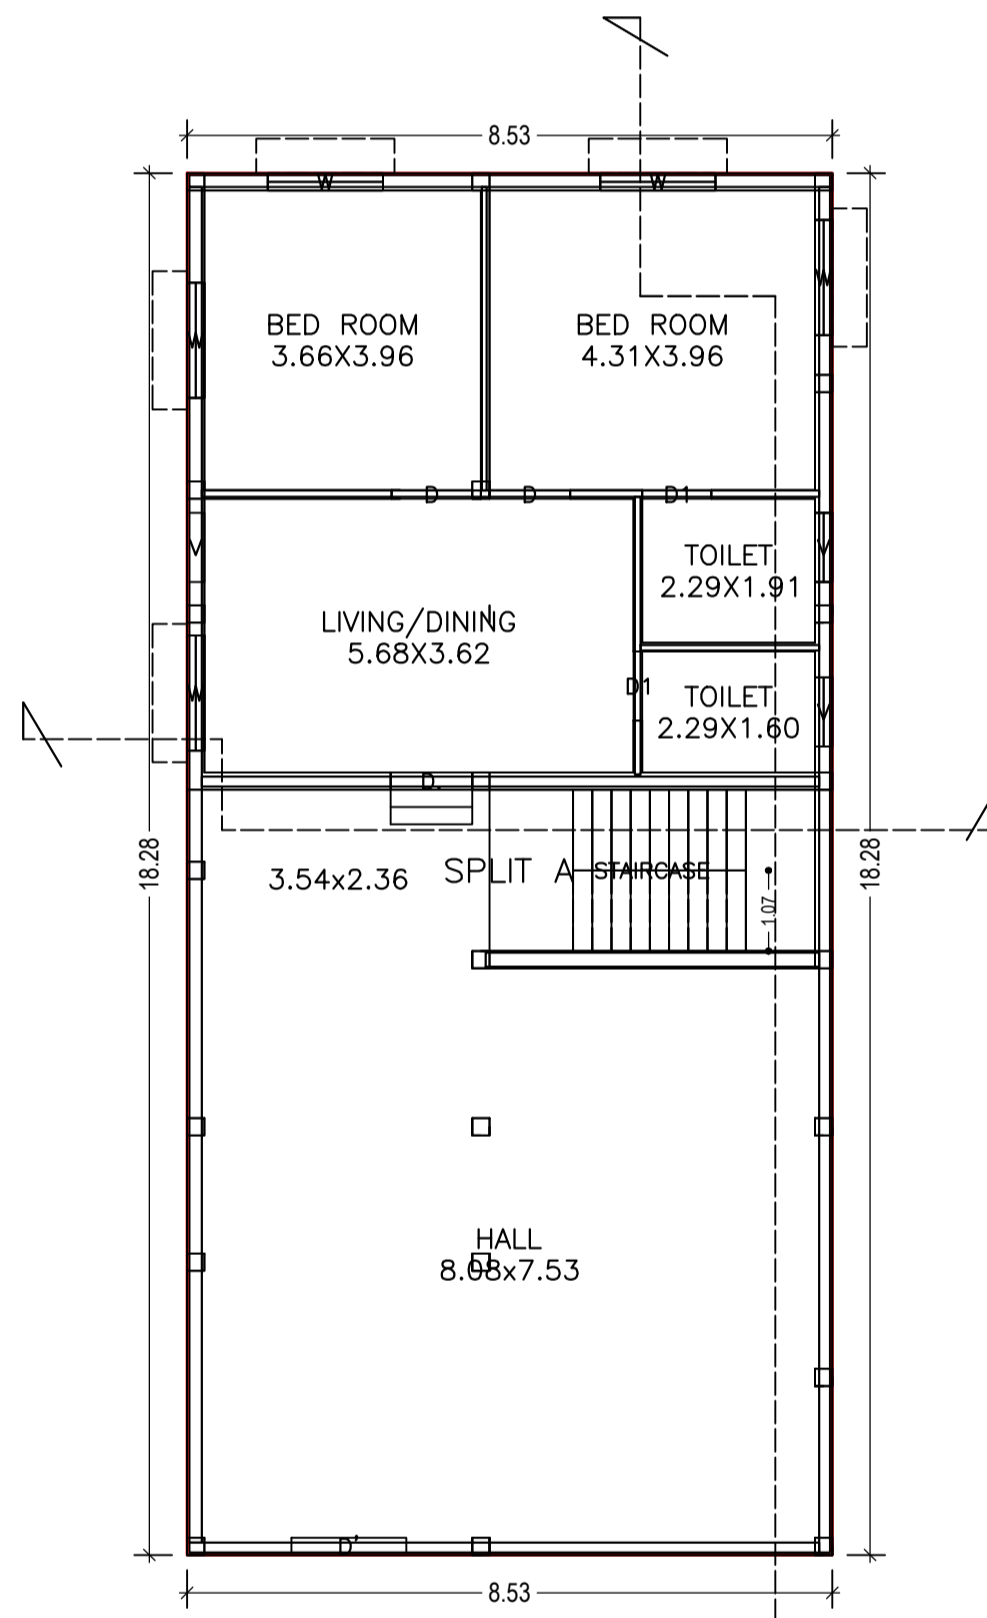 8.53
W
W
W
W
BED ROOM
3.66X3.96
BED ROOM
4.31X3.96
D
D
D1
V
V
TOILET
2.29X1.91
LIVING/DINING
5.68X3.62
W
D1
TOILET
2.29X1.60
V
D.
18.28
18.28
3.54x2.36
SPLIT A
STAIRCASE
1.07
HALL
8.08x7.53
D'
8.53